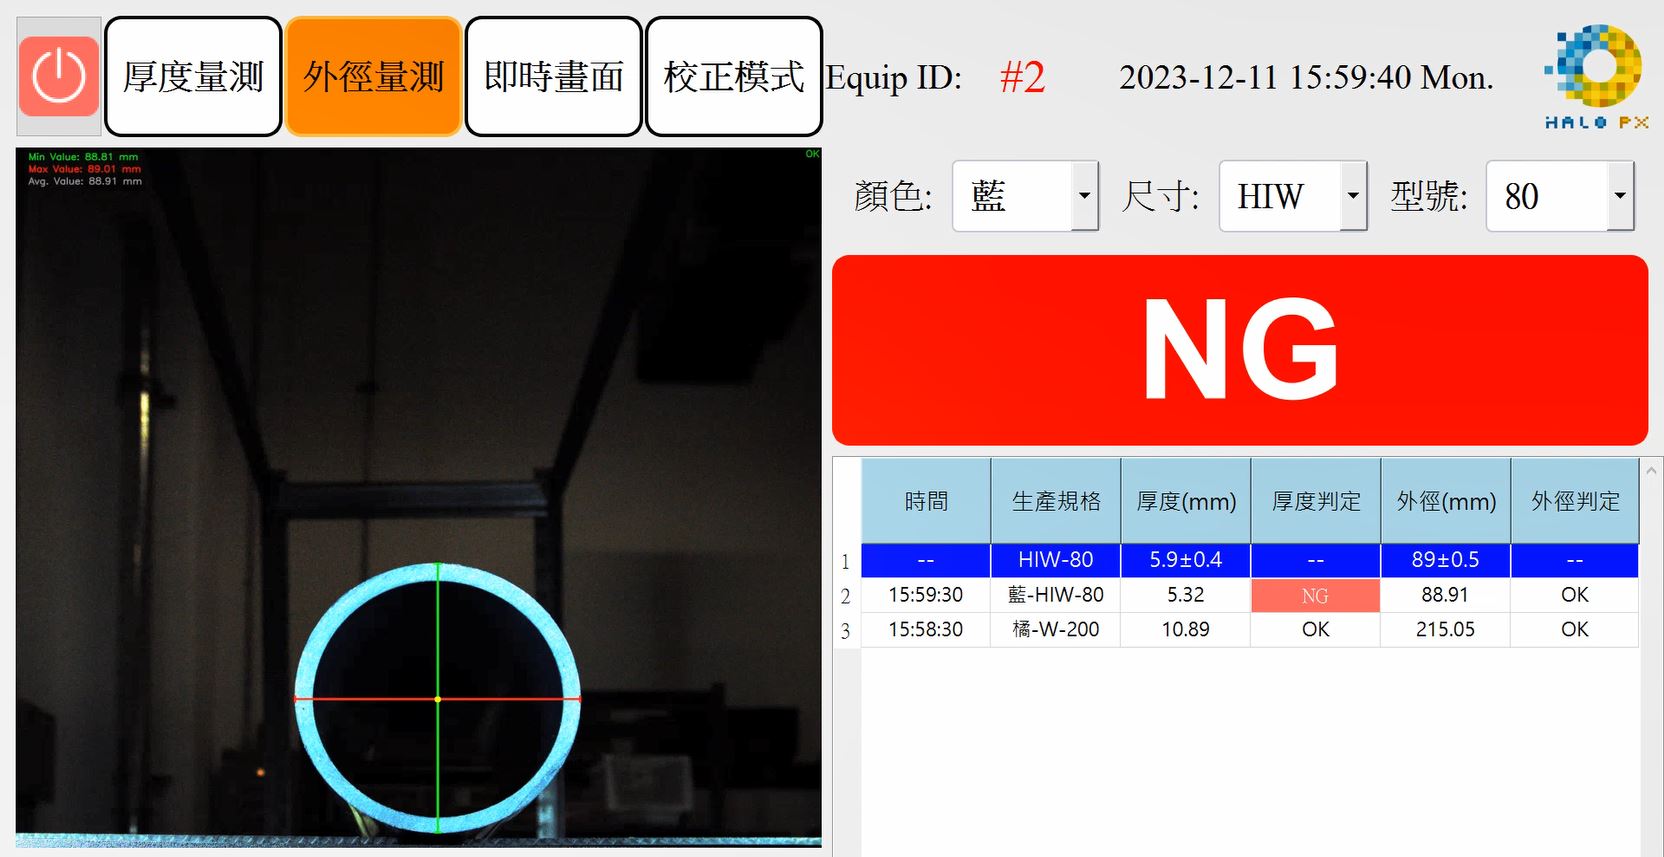 厚度量測 外徑量測 即時畫面 校正模式 Equip ID: #2 2023-12-11 15:59:40 Mon.
HALO PX
Min Value: 88.81 mm
Max Value: 89.01 mm
Avg. Value: 88.91 mm
OK
顏色: 藍 尺寸: HIW 型號: 80
NG
時間 生產規格 厚度(mm) 厚度判定 外徑(mm) 外徑判定
1 -- HIW-80 5.9±0.4 -- 89±0.5 --
2 15:59:30 藍-HIW-80 5.32 NG 88.91 OK
3 15:58:30 橘-W-200 10.89 OK 215.05 OK